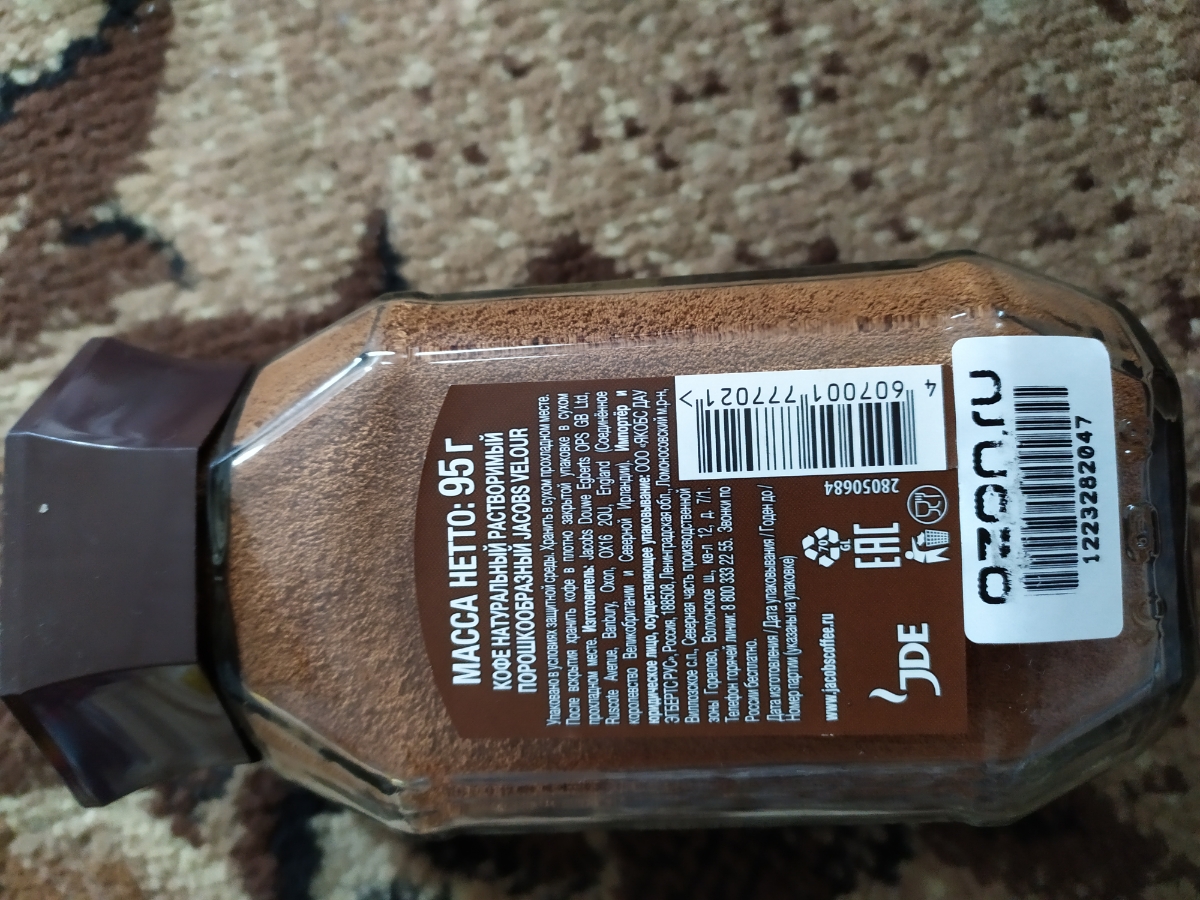 МАССА НЕТТО: 95 г
КОФЕ НАТУРАЛЬНЫЙ РАСТВОРИМЫЙ
ПОРОШКООБРАЗНЫЙ JACOBS VELOUR
Упаковано в условиях защитной среды. Хранить в сухом прохладном месте.
После вскрытия хранить кофе в плотно закрытой упаковке в сухом
прохладном месте. Изготовитель: Jacobs Douwe Egberts OPS GB Ltd,
Ruscote Avenue, Banbury, Oxon, OX16 2QU, England (Соединённое
королевство Великобритании и Северной Ирландии). Импортёр и
юридическое лицо, осуществляющее упаковывание: ООО «ЯКОБС ДАУ
ЭГБЕРТС РУС», Россия, 188508, Ленинградская обл., Ломоносовский м.р-н,
Виллозское с.п., Северная часть производственной
зоны Горелово, Волхонское ш., кв-л 12, д. 7/1.
Телефон горячей линии: 8 800 333 22 55. Звонки по
России бесплатно.
Дата изготовления / Дата упаковывания / Годен до /
Номер партии (указаны на упаковке)
www.jacobscoffee.ru
JDE
70
GL
EAC
28050684
4 607001 777021 >
ozon.ru
1223282047